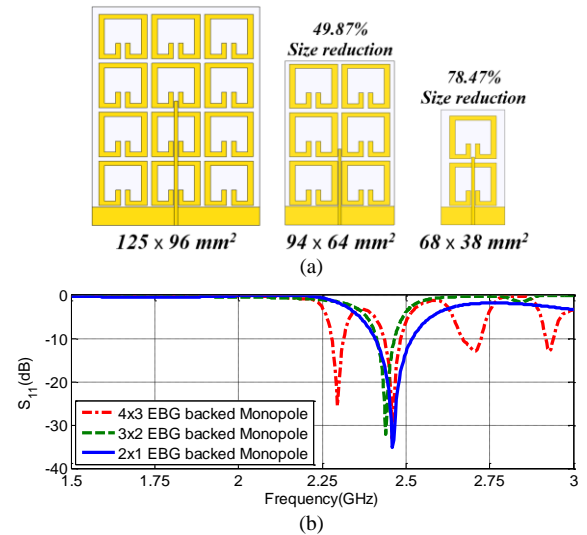 49.87%
Size reduction
78.47%
Size reduction
125 x 96 mm²
94 x 64 mm²
68 x 38 mm²
(a)
0
-10
-20
-30
-40
S₁₁(dB)
4x3 EBG backed Monopole
3x2 EBG backed Monopole
2x1 EBG backed Monopole
1.5
1.75
2
2.25
2.5
2.75
3
Frequency(GHz)
(b)